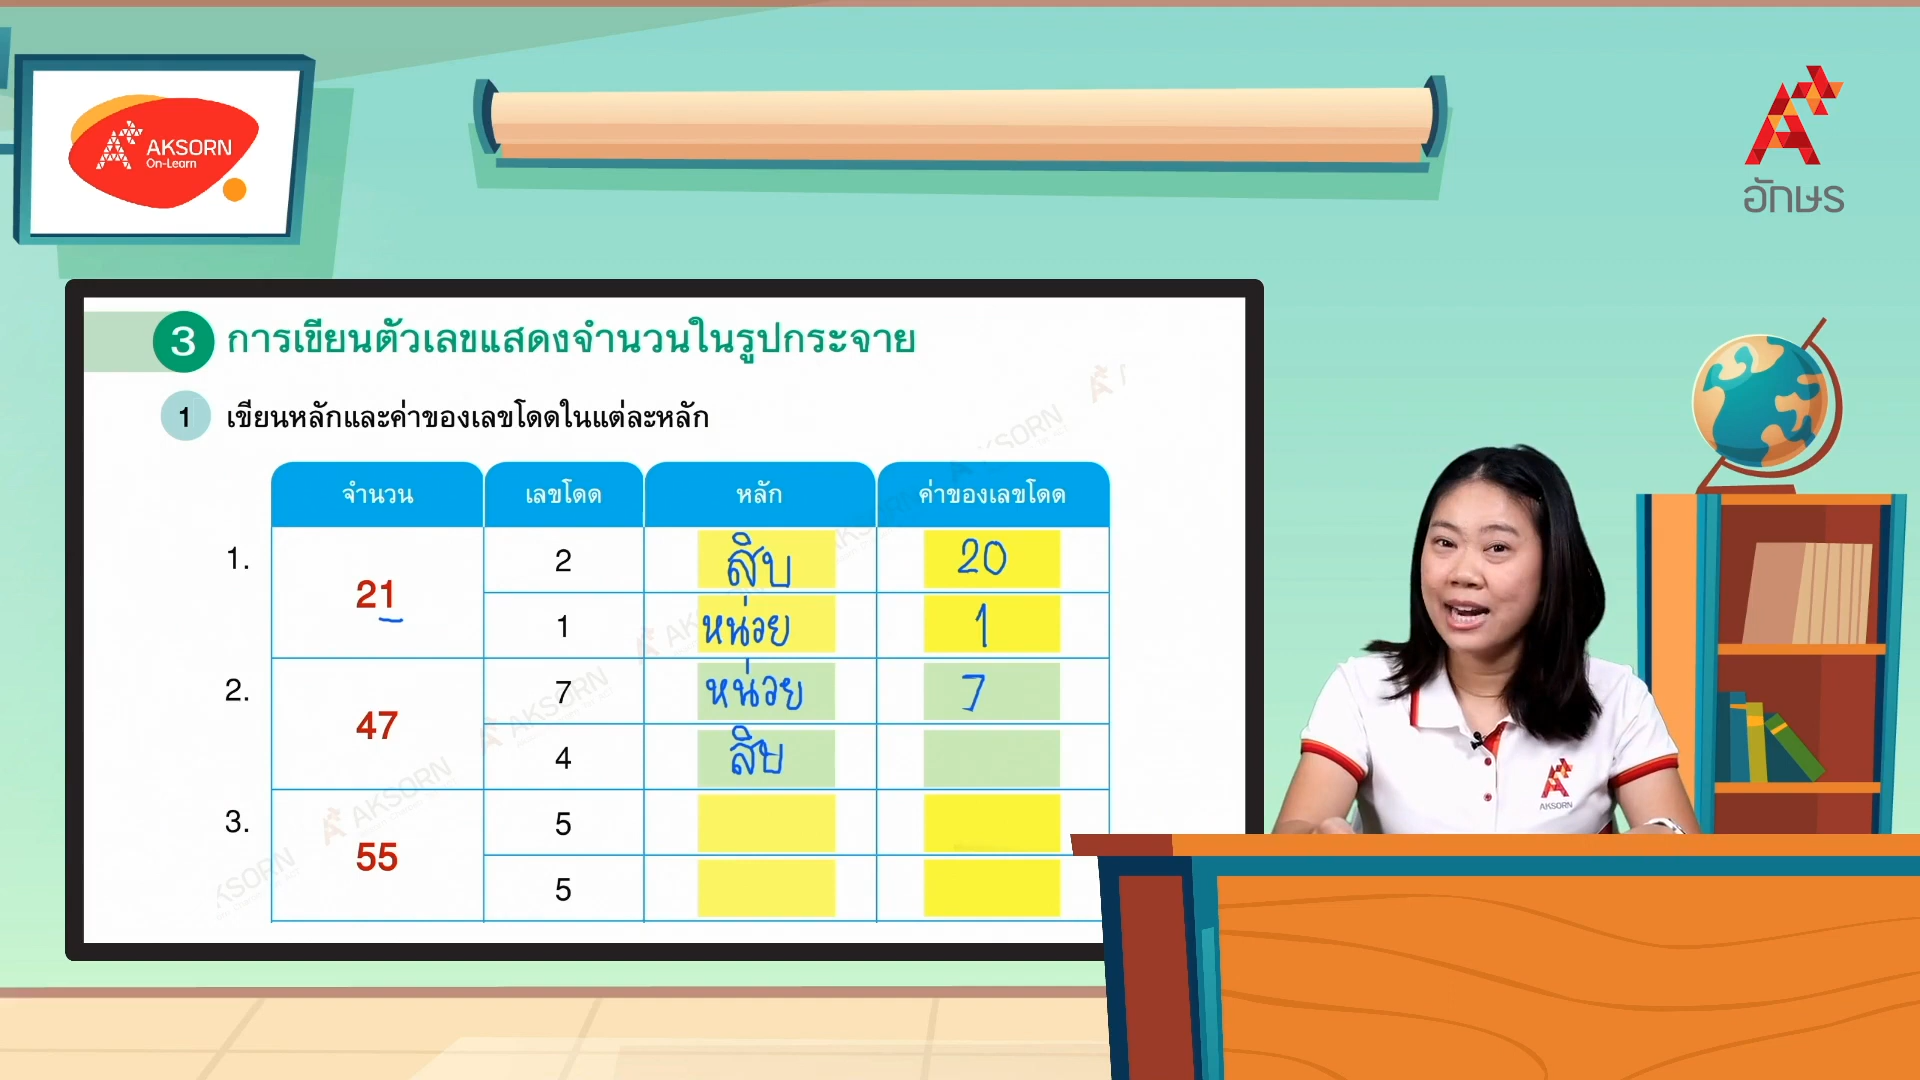 AKSORN
On-Learn
อักษร
3 การเขียนตัวเลขแสดงจำนวนในรูปกระจาย
1 เขียนหลักและค่าของเลขโดดในแต่ละหลัก
จำนวน เลขโดด หลัก ค่าของเลขโดด
1. 21 2 สิบ 20
1 หน่วย 1
2. 47 7 หน่วย 7
4 สิบ
3. 55 5
5
AKSORN
AKSORN
AKSORN
AKSORN